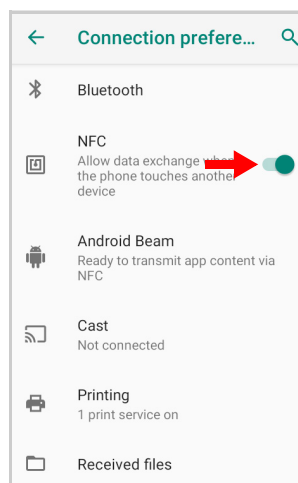 Connection prefere...
Bluetooth
NFC
Allow data exchange when
the phone touches another
device
Android Beam
Ready to transmit app content via
NFC
Cast
Not connected
Printing
1 print service on
Received files